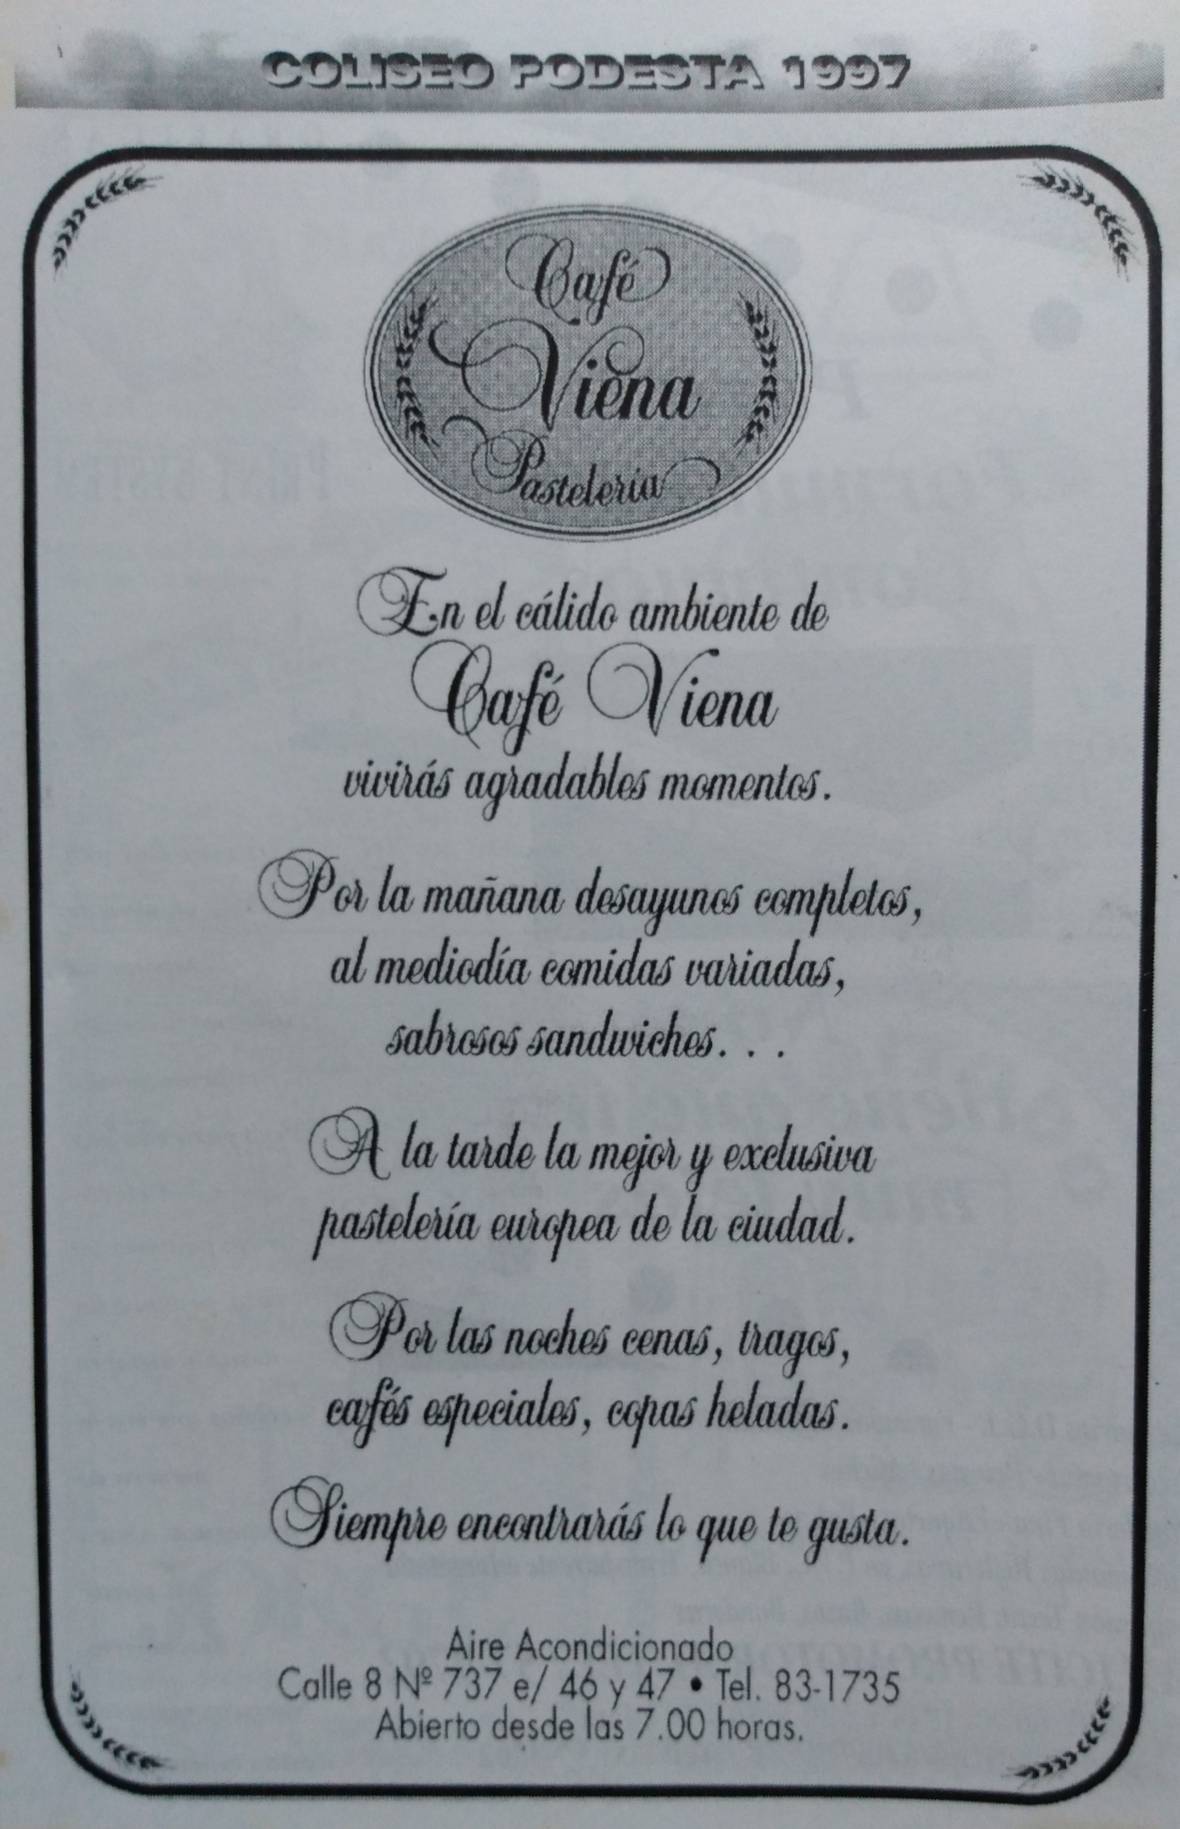 COLISEO PODESTA 1997
Café
Viena
Pastelería
En el cálido ambiente de
Café Viena
vivirás agradables momentos.
Por la mañana desayunos completos,
al mediodía comidas variadas,
sabrosos sandwiches. . .
A la tarde la mejor y exclusiva
pastelería europea de la ciudad.
Por las noches cenas, tragos,
cafés especiales, copas heladas.
Siempre encontrarás lo que te gusta.
Aire Acondicionado
Calle 8 Nº 737 e/ 46 y 47 • Tel. 83-1735
Abierto desde las 7.00 horas.